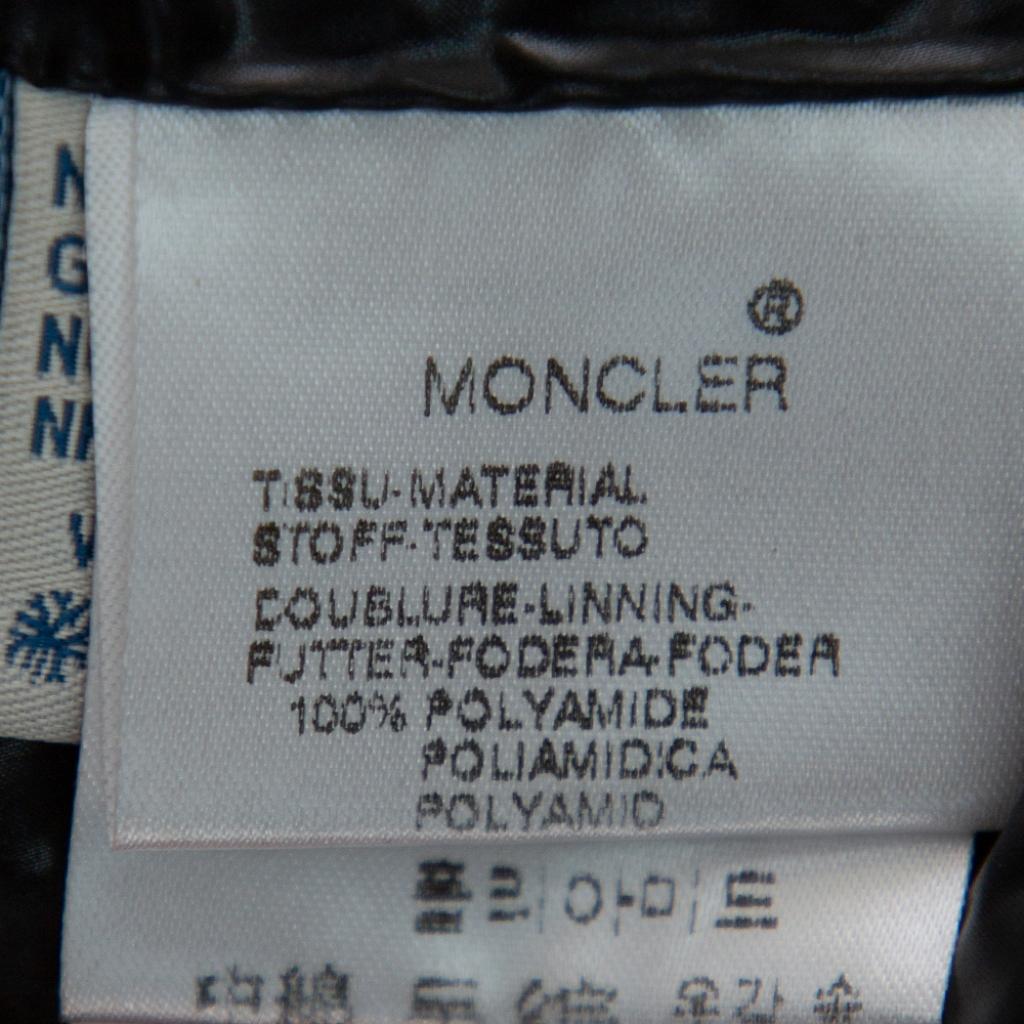 N
G
N
NI
V
®
MONCLER
TISSU-MATERIAL
STOFF-TESSUTO
DOUBLURE-LINNING-
FUTTER-FODERA-FODER
100% POLYAMIDE
POLIAMIDICA
POLYAMID
폴리아미드